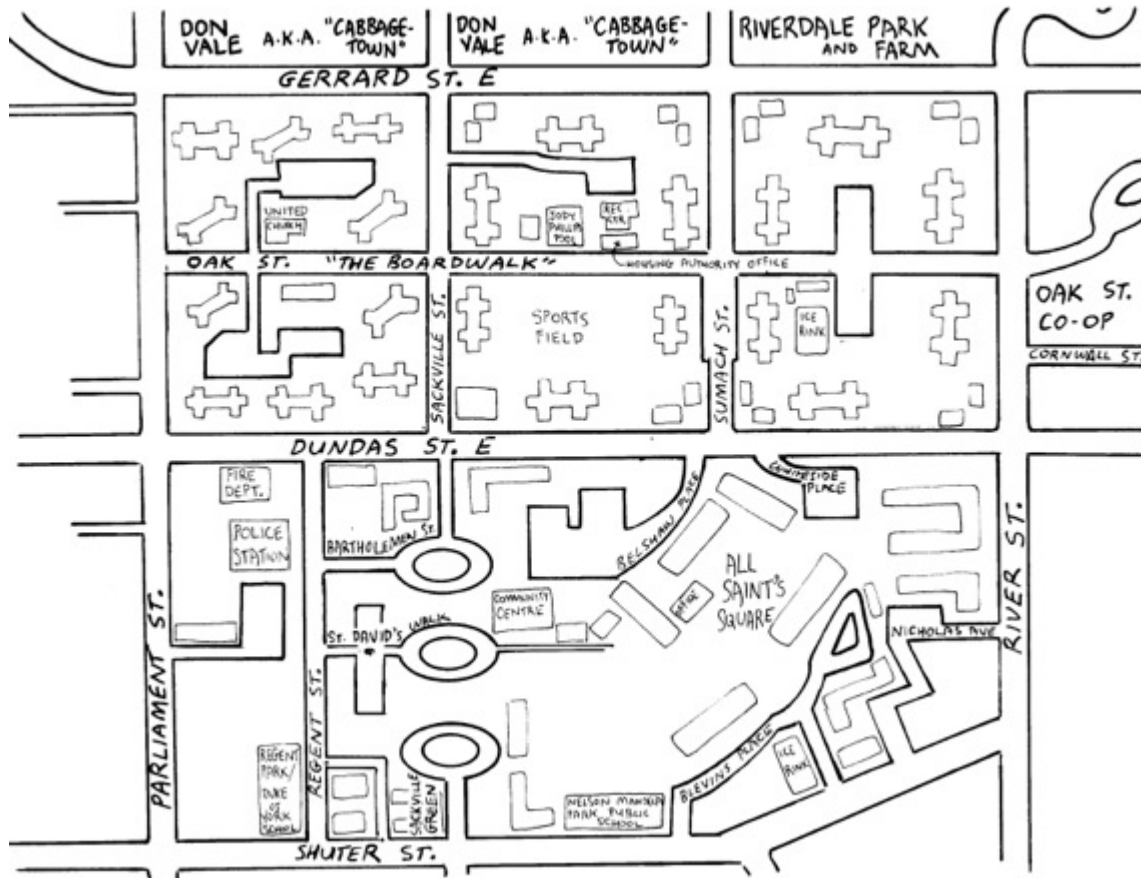 DON
VALE A.K.A. "CABBAGE-
TOWN"
DON
VALE A.K.A. "CABBAGE-
TOWN"
RIVERDALE PARK
AND FARM
GERRARD ST. E
UNITED
CHURCH
JODY
PHILLIPS
POOL
REC.
CTR.
HOUSING AUTHORITY OFFICE
OAK ST. "THE BOARDWALK"
SACKVILLE ST.
SPORTS
FIELD
SUMACH ST.
ICE
RINK
OAK ST.
CO-OP
CORNWALL ST.
DUNDAS ST. E
FIRE
DEPT.
POLICE
STATION
BARTHOLEMEN ST.
BELSHAW PLACE
PLACE
COMMUNITY
CENTRE
OFFICE
ALL
SAINT'S
SQUARE
ST. DAVID'S WALK
NICHOLAS AVE
RIVER ST.
PARLIAMENT ST.
REGENT ST.
REGENT
PARK/
DUKE
OF
YORK
SCHOOL
SACKVILLE
GREEN
NELSON MANDELA
PARK PUBLIC
SCHOOL
BLEVINS PLACE
ICE
RINK
SHUTER ST.